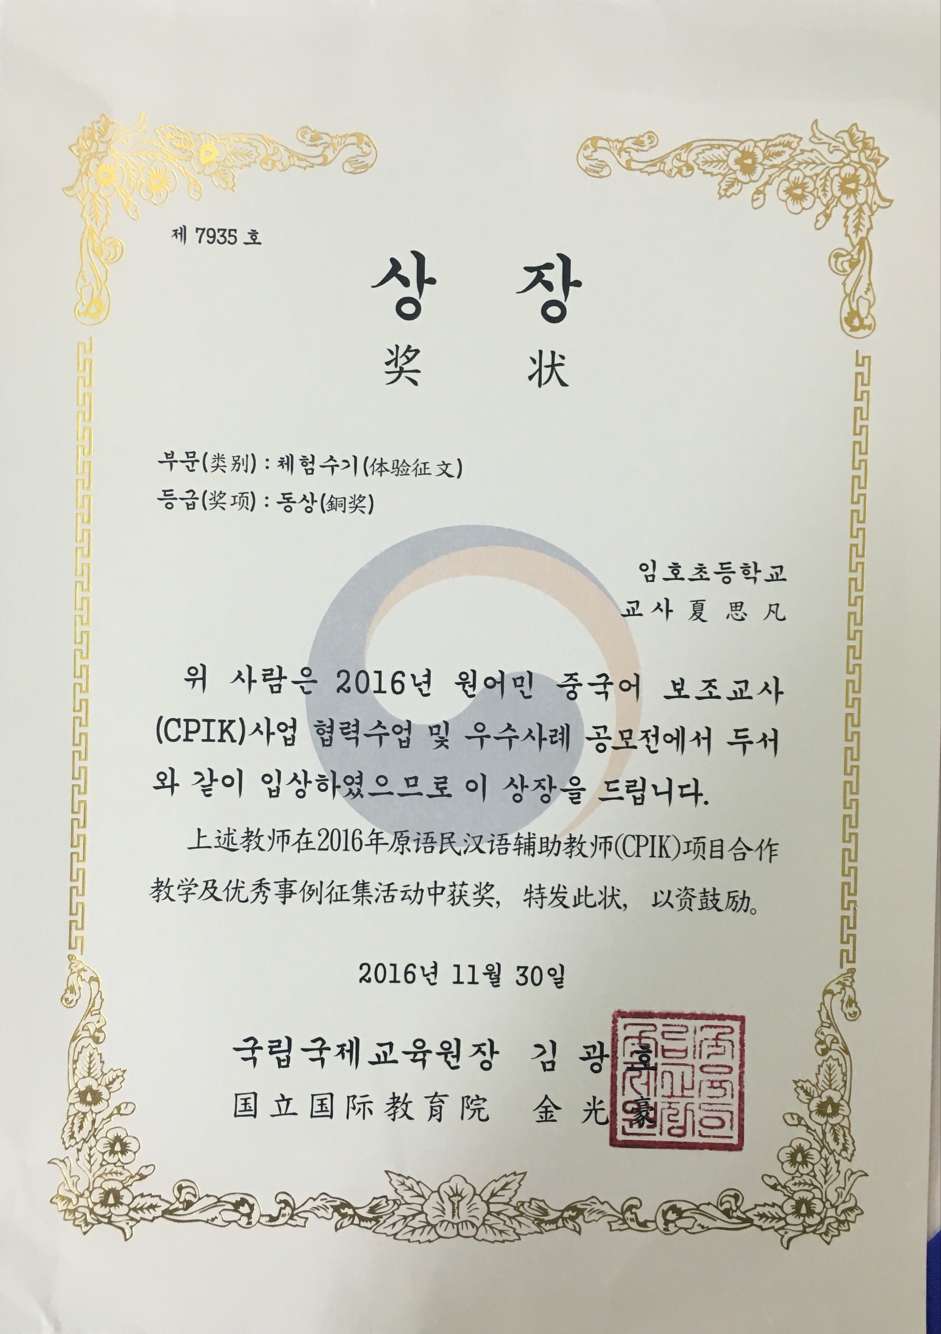 제 7935 호
상 장
奖 状
부문(类别) : 체험수기(体验征文)
등급(奖项) : 동상(銅奖)
임호초등학교
교사 夏 思 凡
위 사람은 2016년 원어민 중국어 보조교사
(CPIK)사업 협력수업 및 우수사례 공모전에서 두서
와 같이 입상하였으므로 이 상장을 드립니다.
上述教师在2016年原语民汉语辅助教师(CPIK)项目合作
教学及优秀事例征集活动中获奖， 特发此状， 以资鼓励。
2016년 11월 30일
국립국제교육원장 김 광 호
国立国际教育院 金 光 豪